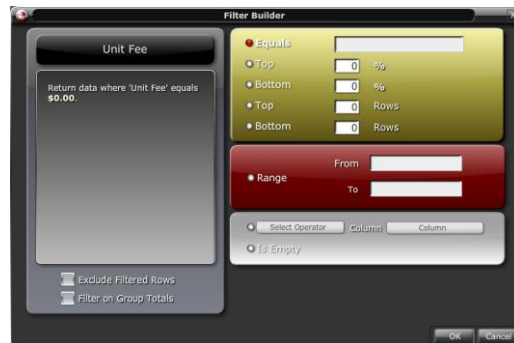 Filter Builder
Unit Fee
Return data where 'Unit Fee' equals
$0.00.
Exclude Filtered Rows
Filter on Group Totals
Equals
Top 0 %
Bottom 0 %
Top 0 Rows
Bottom 0 Rows
Range
From
To
Select Operator Column Column
Is Empty
OK Cancel